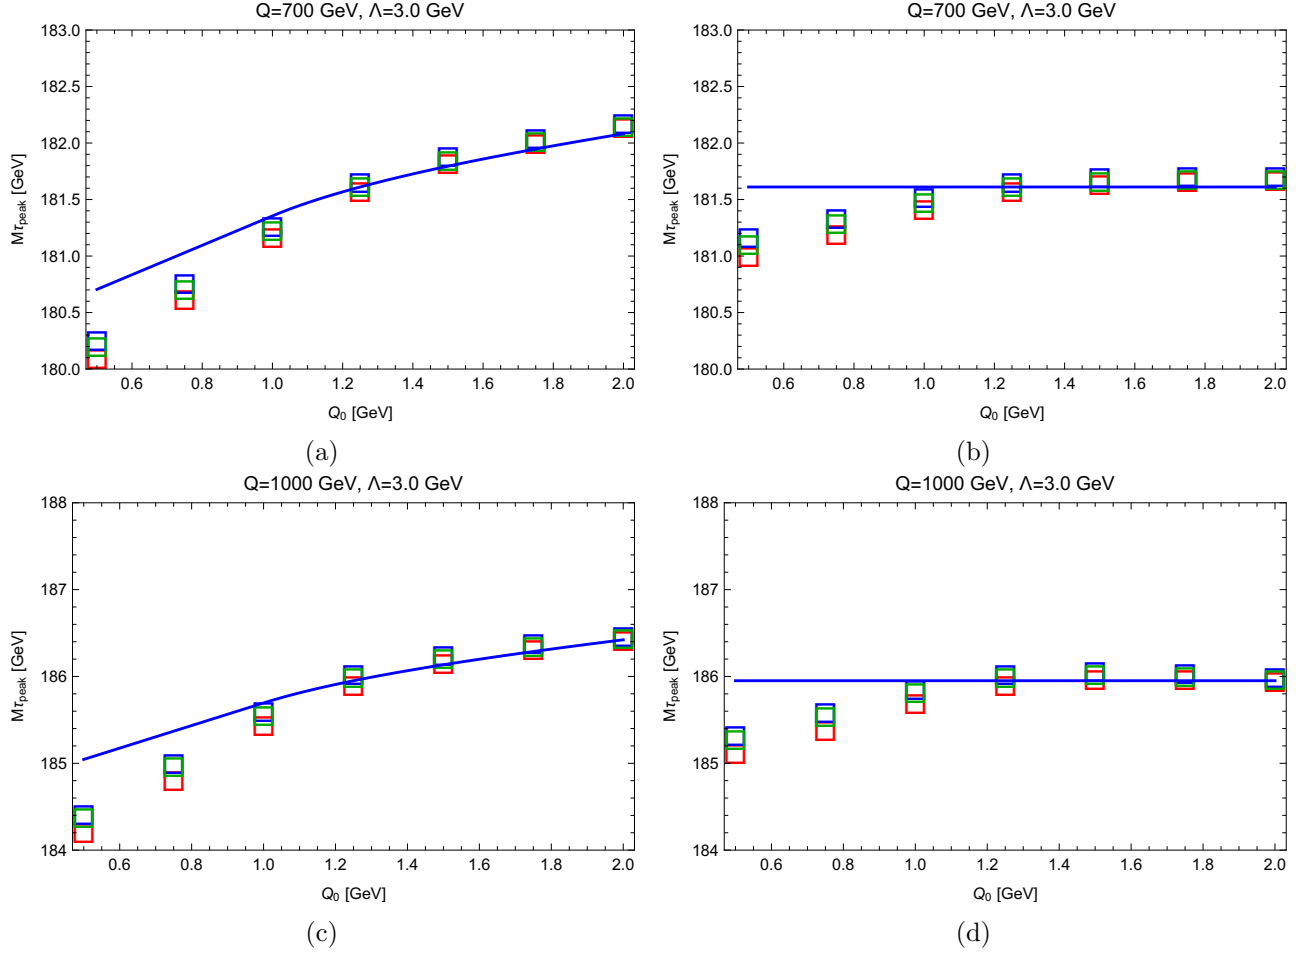 Q=700 GeV, Λ=3.0 GeV
183.0
182.5
182.0
181.5
181.0
180.5
180.0
Mτpeak [GeV]
0.6 0.8 1.0 1.2 1.4 1.6 1.8 2.0
Q0 [GeV]
(a)
Q=700 GeV, Λ=3.0 GeV
183.0
182.5
182.0
181.5
181.0
180.5
180.0
Mτpeak [GeV]
0.6 0.8 1.0 1.2 1.4 1.6 1.8 2.0
Q0 [GeV]
(b)
Q=1000 GeV, Λ=3.0 GeV
188
187
186
185
184
Mτpeak [GeV]
0.6 0.8 1.0 1.2 1.4 1.6 1.8 2.0
Q0 [GeV]
(c)
Q=1000 GeV, Λ=3.0 GeV
188
187
186
185
184
Mτpeak [GeV]
0.6 0.8 1.0 1.2 1.4 1.6 1.8 2.0
Q0 [GeV]
(d)